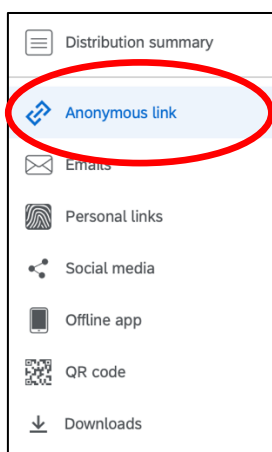 Distribution summary
Anonymous link
Emails
Personal links
Social media
Offline app
QR code
Downloads